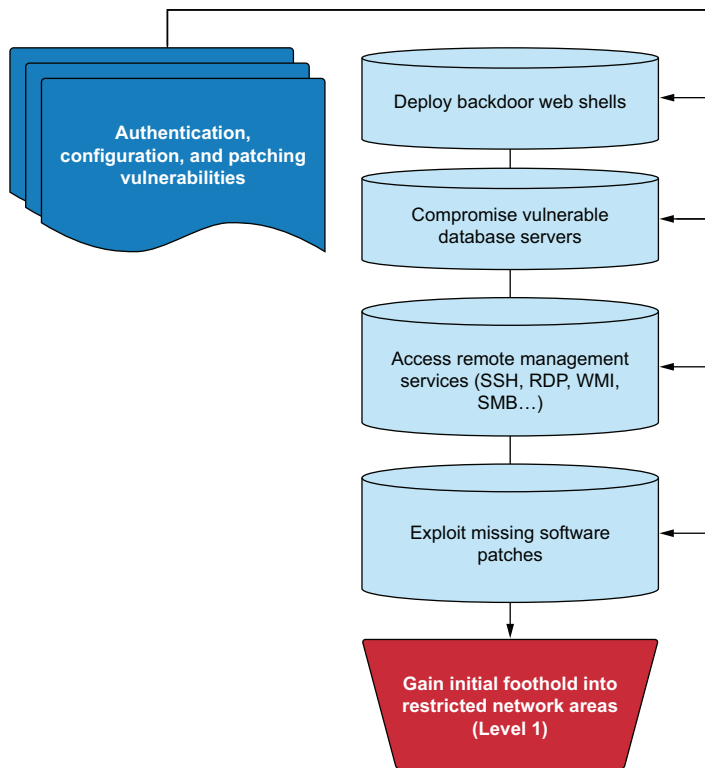 Authentication,
configuration, and patching
vulnerabilities
Deploy backdoor web shells
Compromise vulnerable
database servers
Access remote management
services (SSH, RDP, WMI,
SMB…)
Exploit missing software
patches
Gain initial foothold into
restricted network areas
(Level 1)